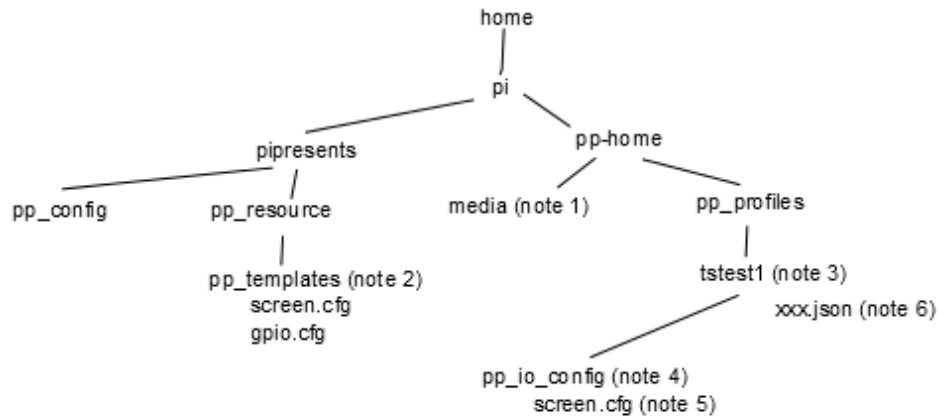 home
pi
pipresents
pp-home
pp_config
pp_resource
media (note 1)
pp_profiles
pp_templates (note 2)
screen.cfg
gpio.cfg
tstest1 (note 3)
xxx.json (note 6)
pp_io_config (note 4)
screen.cfg (note 5)